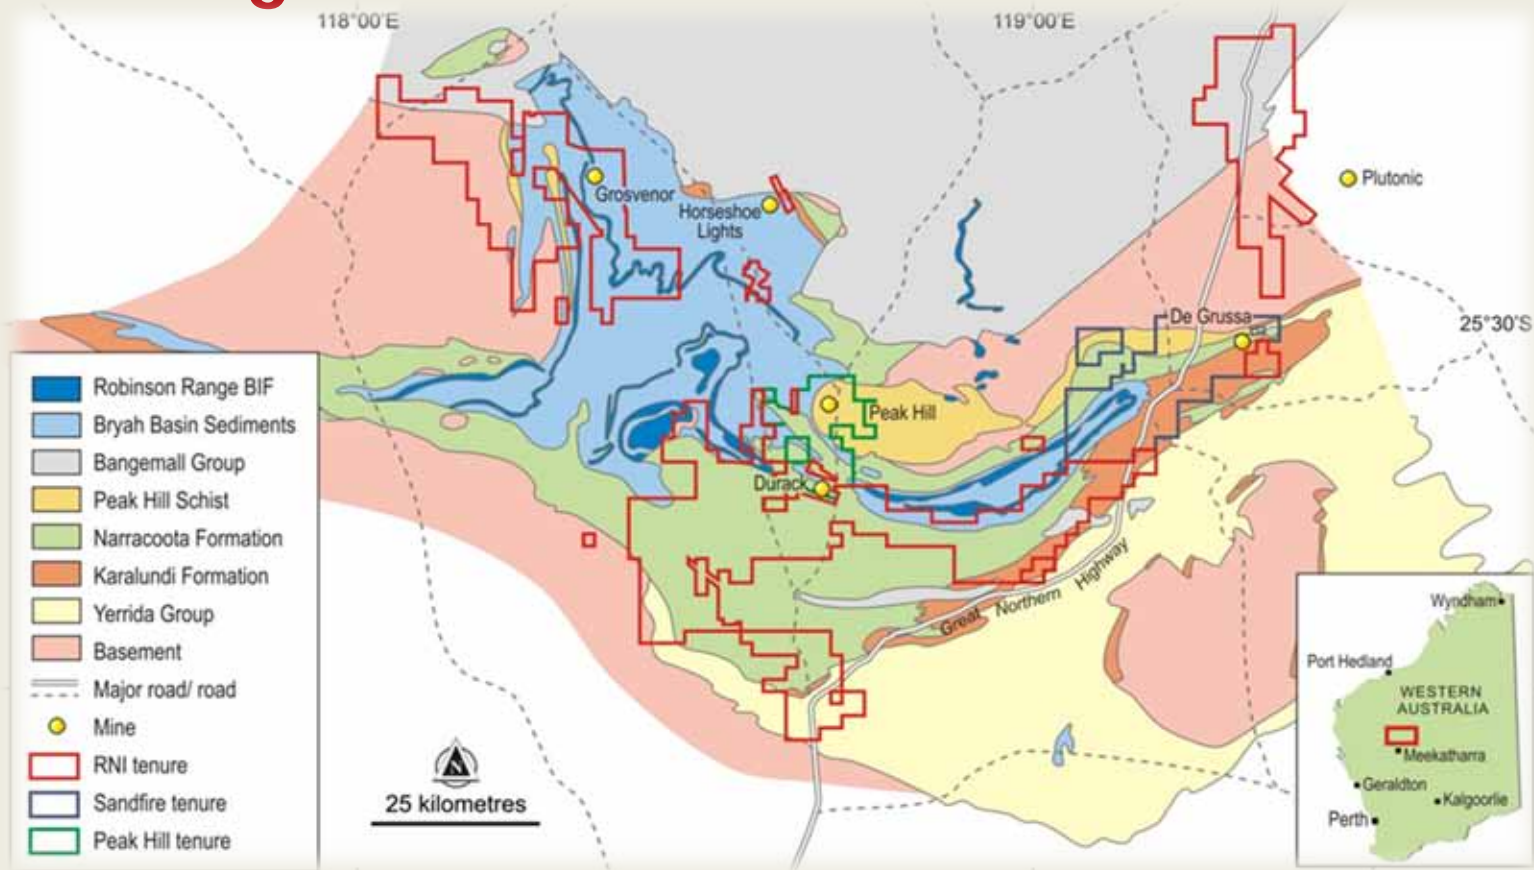 118°00'E
119°00'E
Grosvenor
Horseshoe
Lights
Plutonic
De Grussa
25°30'S
Peak Hill
Durack
Great Northern Highway
Robinson Range BIF
Bryah Basin Sediments
Bangemall Group
Peak Hill Schist
Narracoota Formation
Karalundi Formation
Yerrida Group
Basement
Major road/ road
Mine
RNI tenure
Sandfire tenure
Peak Hill tenure
N
25 kilometres
Wyndham
Port Hedland
WESTERN
AUSTRALIA
Meekatharra
Geraldton
Kalgoorlie
Perth